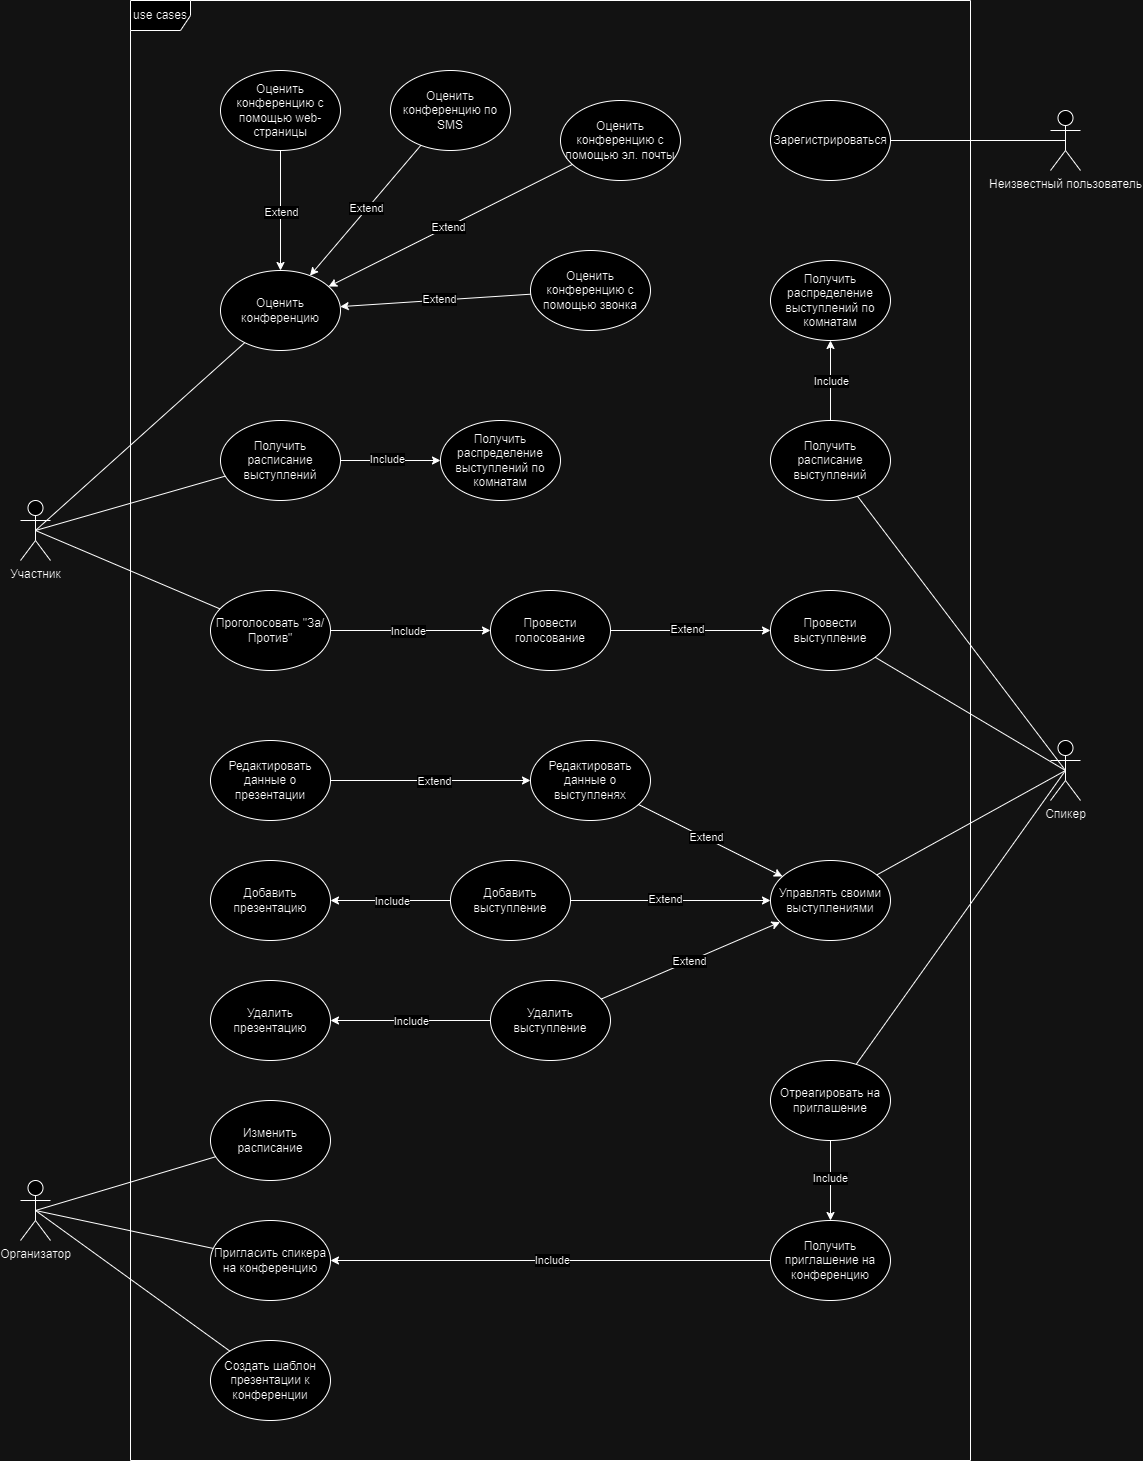 use cases
Оценить
конференцию с
помощью web-
страницы
Оценить
конференцию по
SMS
Оценить
конференцию с
помощью эл. почты
Зарегистрироваться
Неизвестный пользователь
Extend
Extend
Extend
Оценить
конференцию
Extend
Оценить
конференцию с
помощью звонка
Получить
распределение
выступлений по
комнатам
Include
Получить
расписание
выступлений
Include
Получить
распределение
выступлений по
комнатам
Получить
расписание
выступлений
Участник
Проголосовать "За/
Против"
Include
Провести
голосование
Extend
Провести
выступление
Редактировать
данные о
презентации
Extend
Редактировать
данные о
выступленях
Extend
Спикер
Добавить
презентацию
Include
Добавить
выступление
Extend
Управлять своими
выступлениями
Extend
Удалить
презентацию
Include
Удалить
выступление
Отреагировать на
приглашение
Изменить
расписание
Include
Организатор
Пригласить спикера
на конференцию
Include
Получить
приглашение на
конференцию
Создать шаблон
презентации к
конференции